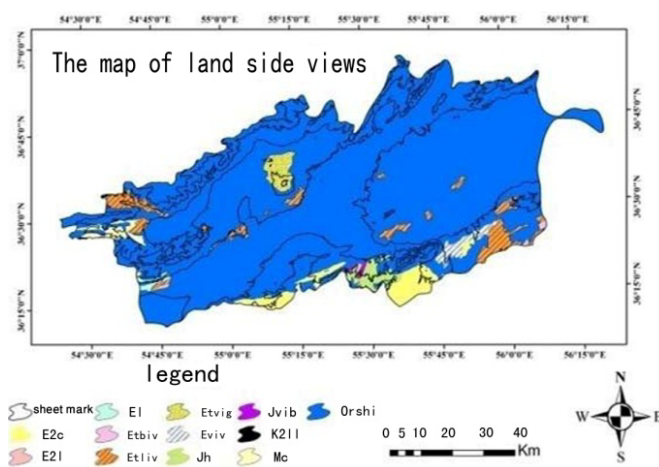 The map of land side views
37°0'0"N
36°45'0"N
36°30'0"N
36°15'0"N
36°45'0"N
36°30'0"N
36°15'0"N
54°30'0"E 54°45'0"E 55°0'0"E 55°15'0"E 55°30'0"E 55°45'0"E 56°0'0"E 56°15'0"E
54°30'0"E 54°45'0"E 55°0'0"E 55°15'0"E 55°30'0"E 55°45'0"E 56°0'0"E 56°15'0"E
legend
sheet mark El Etvig Jvib Orshi
E2c Etbiv Eviv K2ll
E2l Etliv Jh Mc
0 5 10 20 30 40
Km
N
W E
S